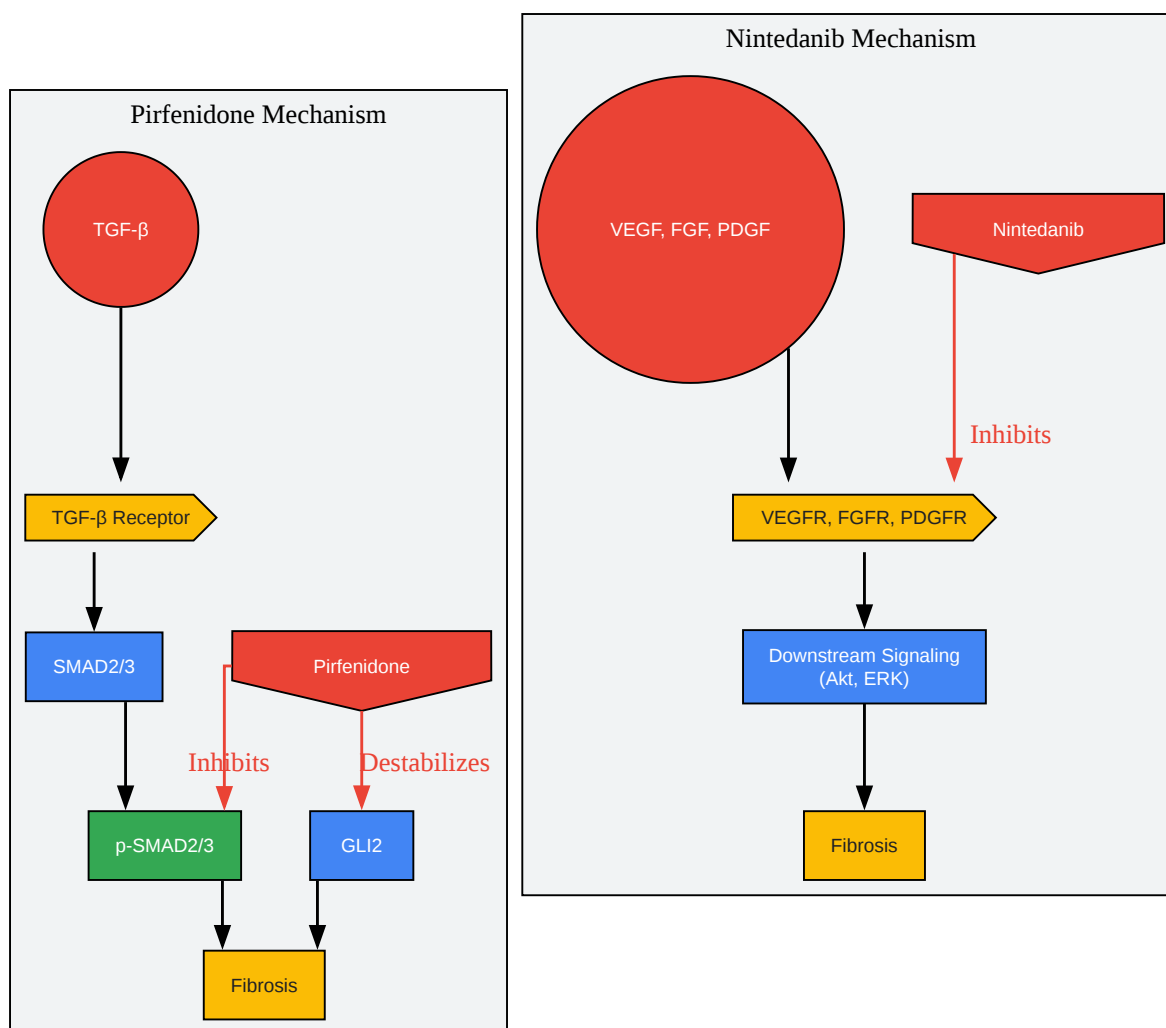 Pirfenidone Mechanism
TGF-β
TGF-β Receptor
SMAD2/3
Pirfenidone
Inhibits
Destabilizes
p-SMAD2/3
GLI2
Fibrosis
Nintedanib Mechanism
VEGF, FGF, PDGF
Nintedanib
Inhibits
VEGFR, FGFR, PDGFR
Downstream Signaling
(Akt, ERK)
Fibrosis